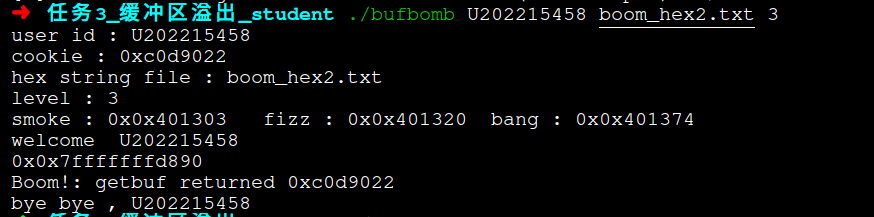 ➜ 任务3_缓冲区溢出_student ./bufbomb U202215458 boom_hex2.txt 3
user id : U202215458
cookie : 0xc0d9022
hex string file : boom_hex2.txt
level : 3
smoke : 0x0x401303   fizz : 0x0x401320  bang : 0x0x401374
welcome  U202215458
0x0x7fffffffd890
Boom!: getbuf returned 0xc0d9022
bye bye , U202215458